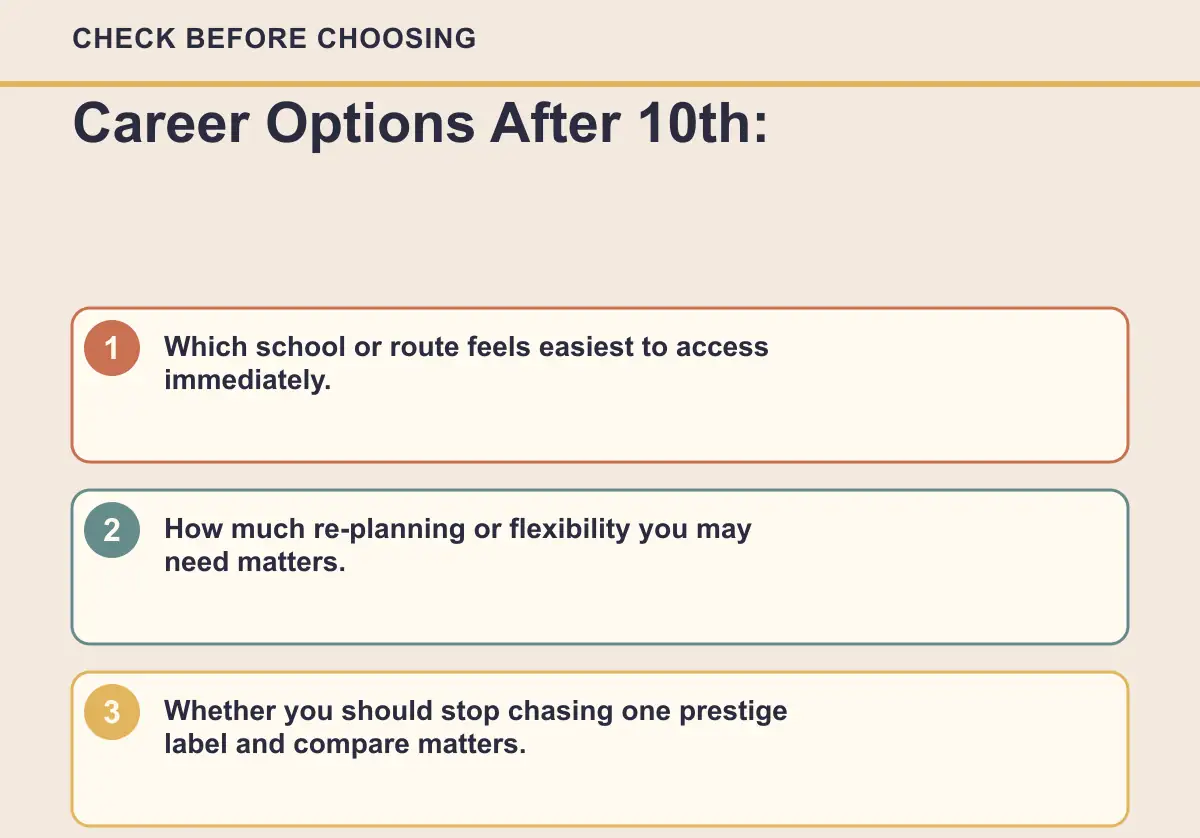 CHECK BEFORE CHOOSING
Career Options After 10th:
1
Which school or route feels easiest to access
immediately.
2
How much re-planning or flexibility you may
need matters.
3
Whether you should stop chasing one prestige
label and compare matters.